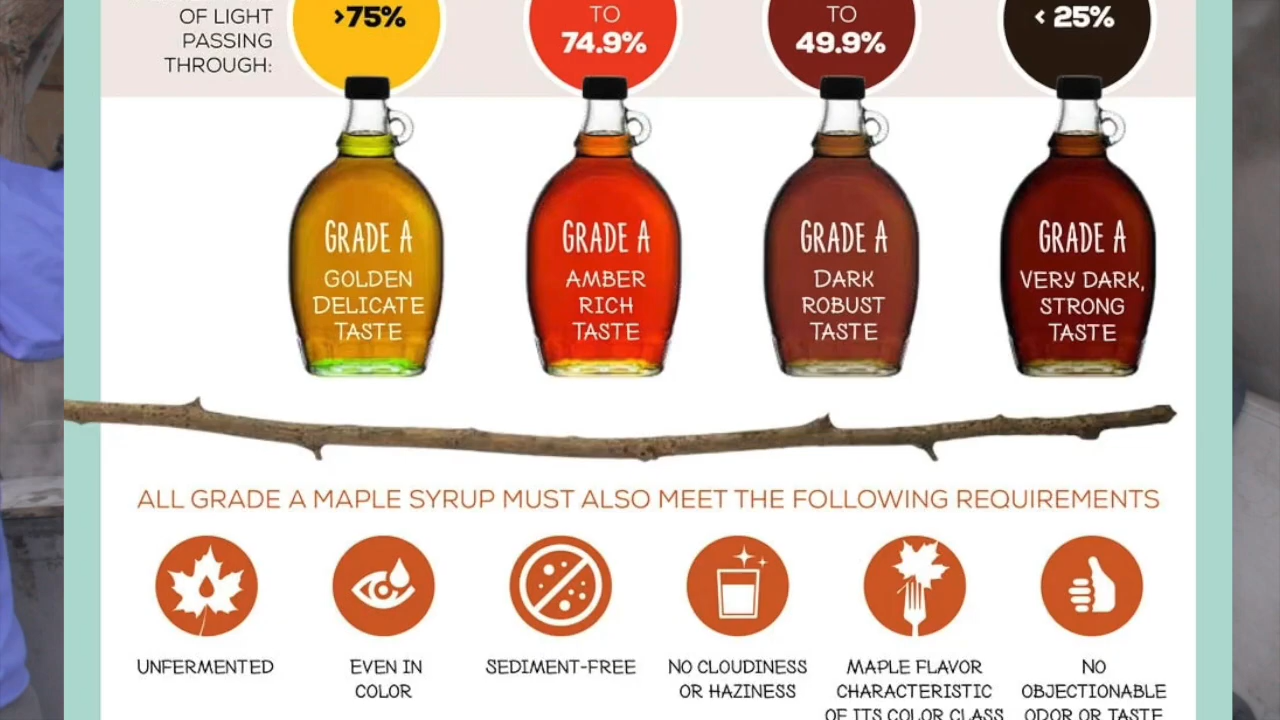 OF LIGHT
PASSING
THROUGH:
>75%
TO
74.9%
TO
49.9%
< 25%
GRADE A
GOLDEN
DELICATE
TASTE
GRADE A
AMBER
RICH
TASTE
GRADE A
DARK
ROBUST
TASTE
GRADE A
VERY DARK,
STRONG
TASTE
ALL GRADE A MAPLE SYRUP MUST ALSO MEET THE FOLLOWING REQUIREMENTS
UNFERMENTED
EVEN IN
COLOR
SEDIMENT-FREE
NO CLOUDINESS
OR HAZINESS
MAPLE FLAVOR
CHARACTERISTIC
OF ITS COLOR CLASS
NO
OBJECTIONABLE
ODOR OR TASTE